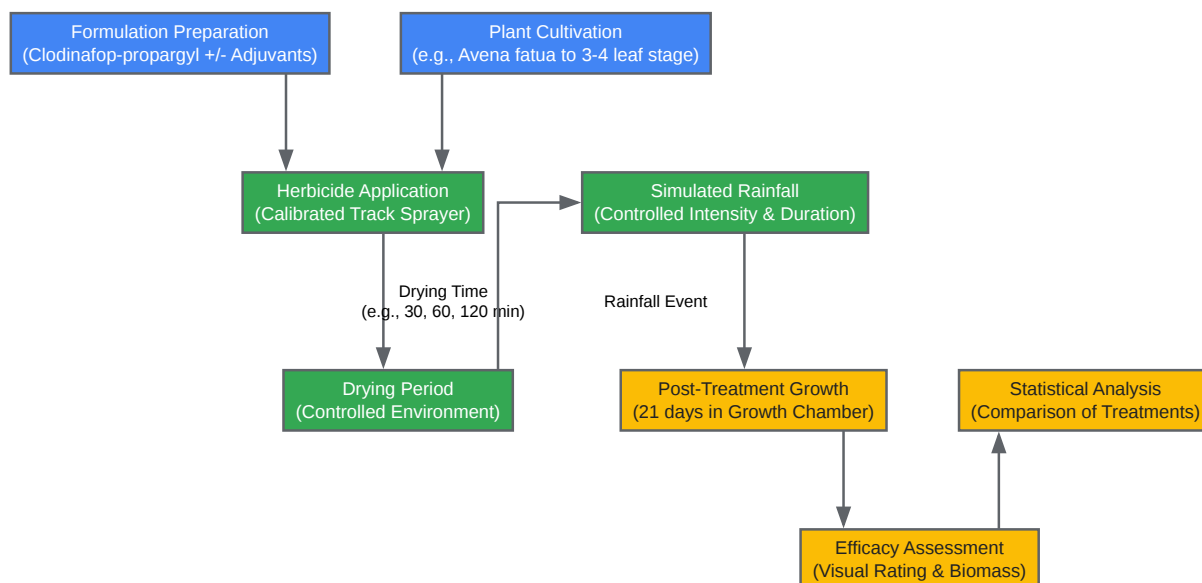 Formulation Preparation
(Clodinafop-propargyl +/- Adjuvants)
Plant Cultivation
(e.g., Avena fatua to 3-4 leaf stage)
Herbicide Application
(Calibrated Track Sprayer)
Simulated Rainfall
(Controlled Intensity & Duration)
Drying Time
(e.g., 30, 60, 120 min)
Rainfall Event
Drying Period
(Controlled Environment)
Post-Treatment Growth
(21 days in Growth Chamber)
Statistical Analysis
(Comparison of Treatments)
Efficacy Assessment
(Visual Rating & Biomass)